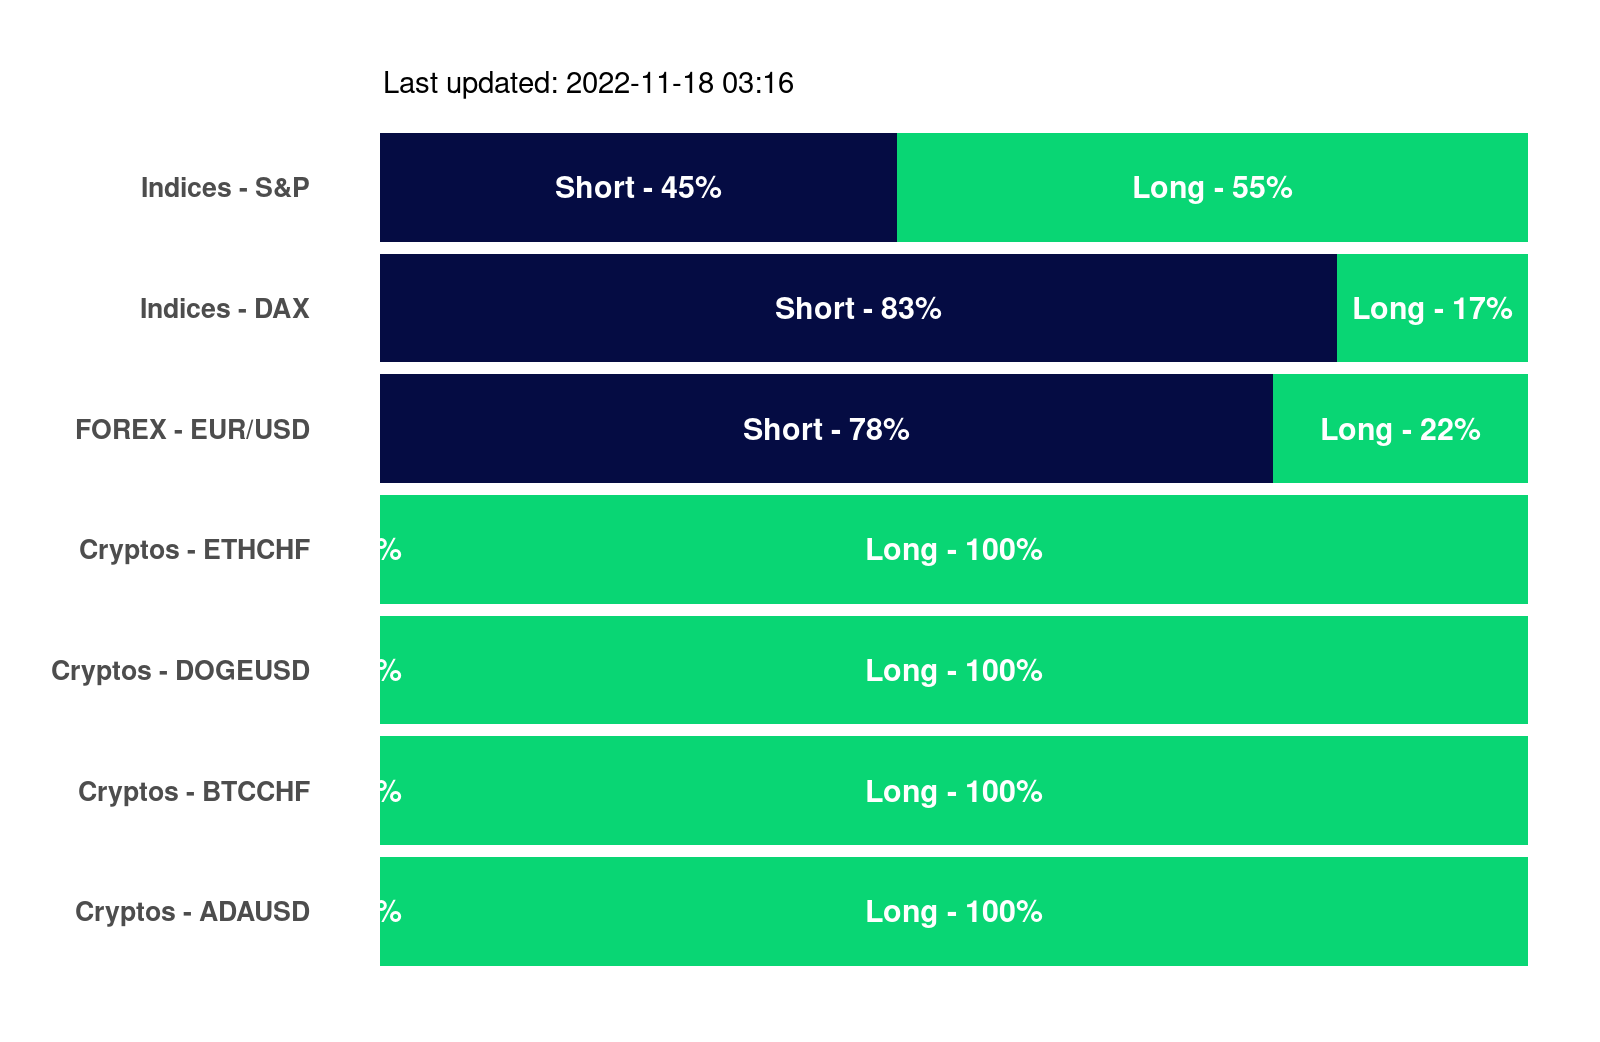 Last updated: 2022-11-18 03:16
Indices - S&P Short - 45% Long - 55%
Indices - DAX Short - 83% Long - 17%
FOREX - EUR/USD Short - 78% Long - 22%
Cryptos - ETHCHF % Long - 100%
Cryptos - DOGEUSD % Long - 100%
Cryptos - BTCCHF % Long - 100%
Cryptos - ADAUSD % Long - 100%